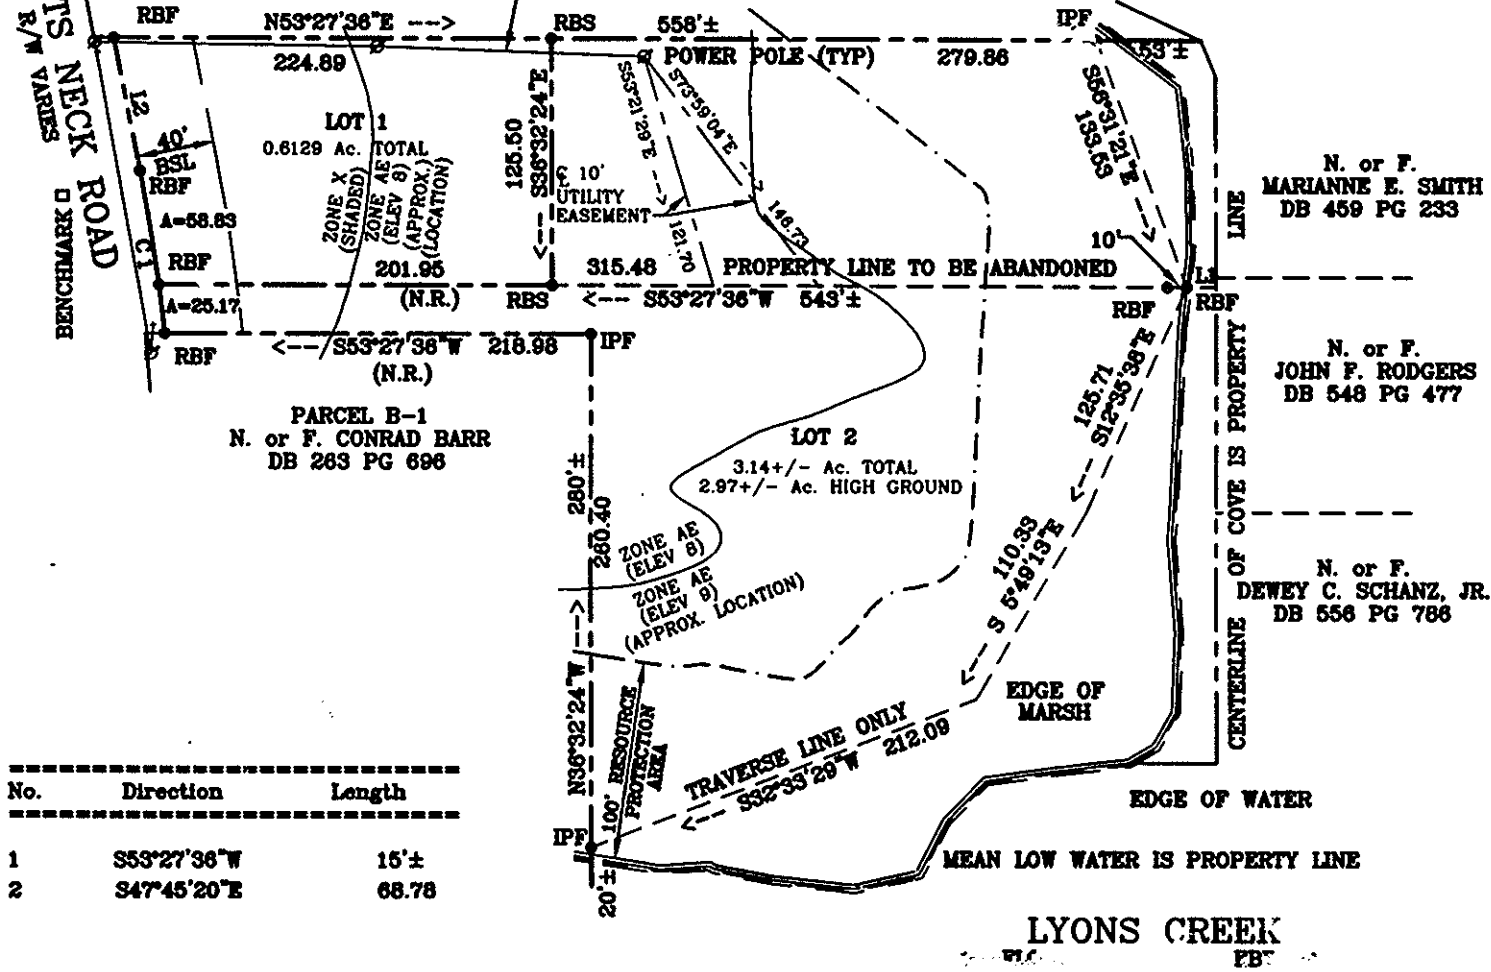 RBF
N53°27'36"E -->
RBS
558'±
IPF
TS NECK ROAD
R/W VARIES
224.89
POWER POLE (TYP)
279.86
53'±
L2
S36°32'24"E
125.50
S53°21'29"E
S73°59'04"E
S56°31'21"E
133.53
LOT 1
0.6129 Ac. TOTAL
40'
BSL
RBF
ZONE X
(SHADED)
ZONE AE
(ELEV 8)
(APPROX.)
(LOCATION)
℄ 10'
UTILITY
EASEMENT
N. or F.
MARIANNE E. SMITH
DB 459 PG 233
BENCHMARK
A=58.83
C1
121.70
146.73
10'
LINE
RBF
201.95
(N.R.)
RBS
315.48
PROPERTY LINE TO BE ABANDONED
<-- S53°27'36"W 543'±
L1
RBF
RBF
A=25.17
RBF
<-- S53°27'36"W 218.98
(N.R.)
IPF
125.71
S12°35'38"E
N. or F.
JOHN F. RODGERS
DB 548 PG 477
PARCEL B-1
N. or F. CONRAD BARR
DB 263 PG 696
LOT 2
3.14+/- Ac. TOTAL
2.97+/- Ac. HIGH GROUND
280'±
260.40
ZONE AE
(ELEV 8)
ZONE AE
(ELEV 9)
(APPROX. LOCATION)
110.33
S 5°49'13"E
CENTERLINE OF COVE IS PROPERTY
N. or F.
DEWEY C. SCHANZ, JR.
DB 556 PG 786
N36°32'24"W
100' RESOURCE
PROTECTION
AREA
EDGE OF
MARSH
TRAVERSE LINE ONLY
S32°33'29"W 212.09
No. Direction Length
1 S53°27'36"W 15'±
2 S47°45'20"E 68.78
IPF
20'±
EDGE OF WATER
MEAN LOW WATER IS PROPERTY LINE
LYONS CREEK